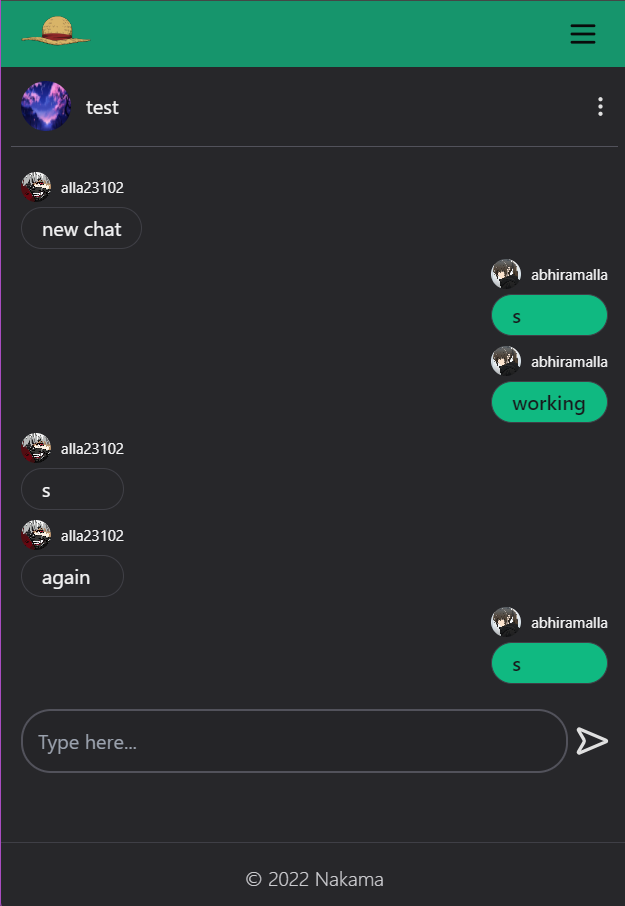 test
alla23102
new chat
abhiramalla
s
abhiramalla
working
alla23102
s
alla23102
again
abhiramalla
s
Type here...
© 2022 Nakama